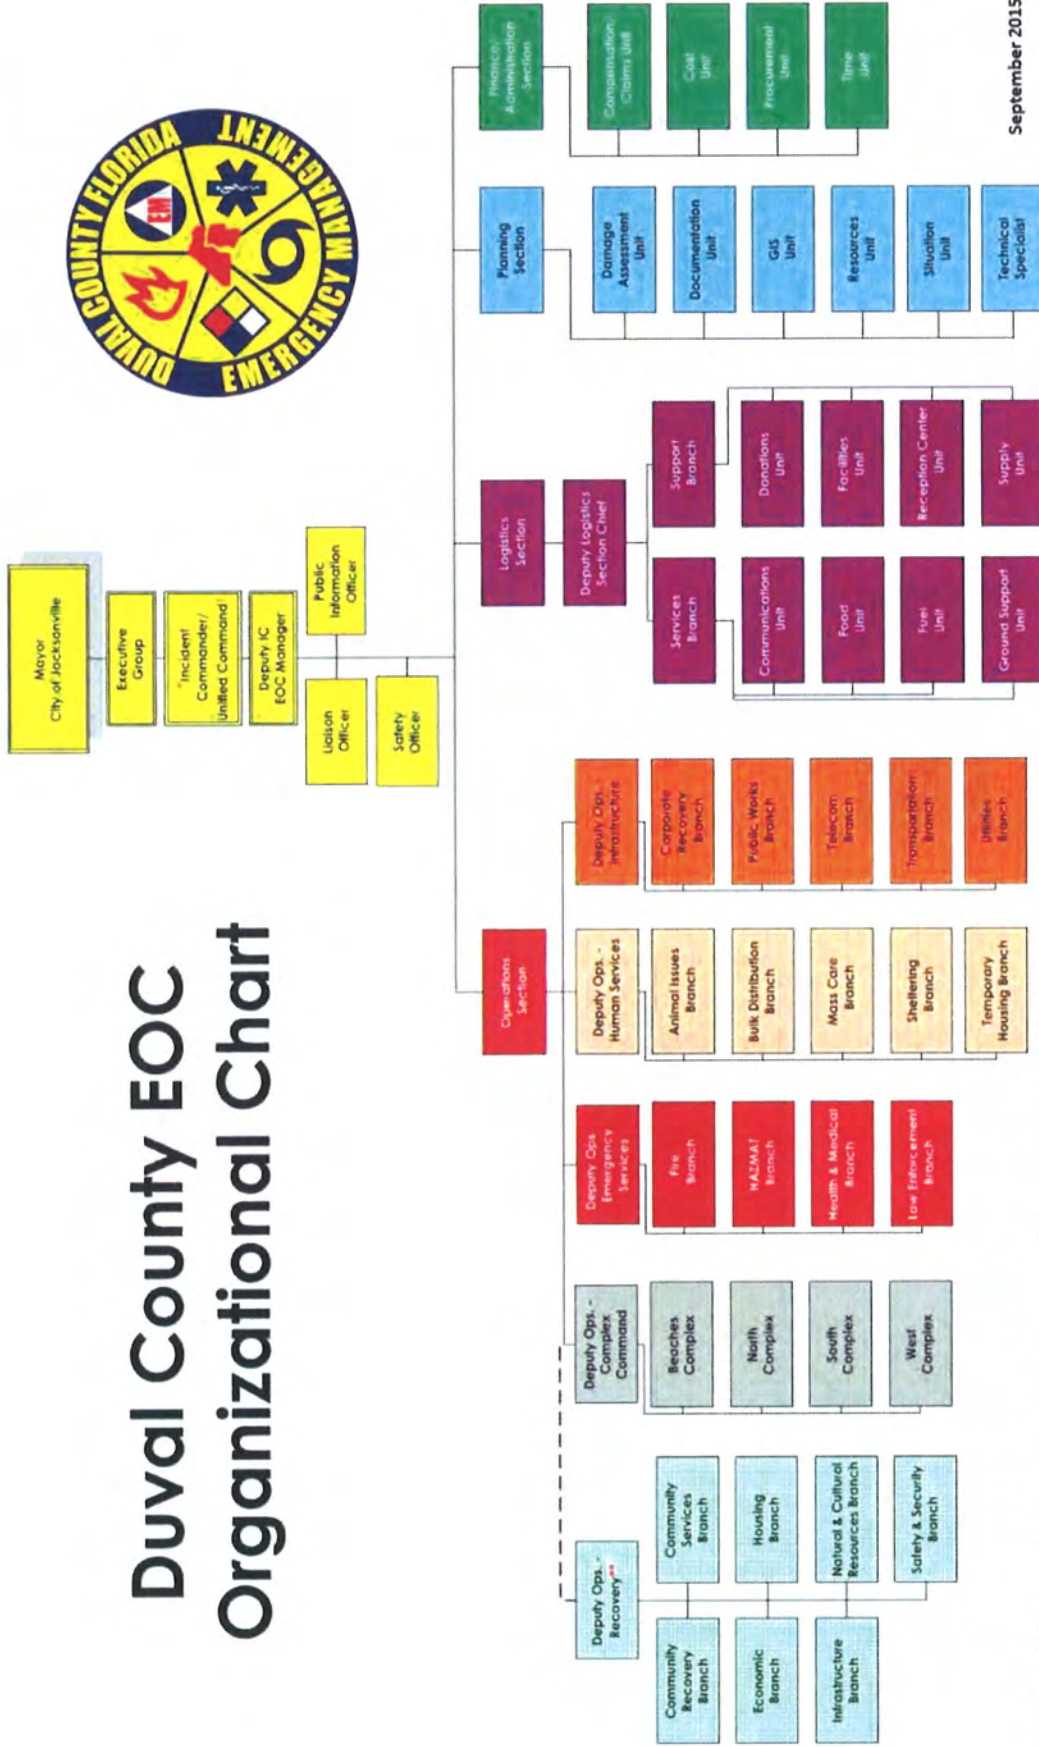 Duval County EOC
Organizational Chart
DUVAL COUNTY FLORIDA
EMERGENCY MANAGEMENT
EM
Mayor
City of Jacksonville
Executive
Group
*Incident
Commander/
Unified Command
Deputy IC
EOC Manager
Liaison
Officer
Public
Information
Officer
Safety
Officer
Operations
Section
Logistics
Section
Planning
Section
Finance/
Administration
Section
Deputy Ops. -
Recovery**
Community
Recovery
Branch
Community
Services
Branch
Economic
Branch
Housing
Branch
Infrastructure
Branch
Natural & Cultural
Resources Branch
Safety & Security
Branch
Deputy Ops. -
Complex
Command
Beaches
Complex
North
Complex
South
Complex
West
Complex
Deputy Ops
Emergency
Services
Fire
Branch
HAZMAT
Branch
Health & Medical
Branch
Law Enforcement
Branch
Deputy Ops. -
Human Services
Animal Issues
Branch
Bulk Distribution
Branch
Mass Care
Branch
Sheltering
Branch
Temporary
Housing Branch
Deputy Ops. -
Infrastructure
Corporate
Recovery
Branch
Public Works
Branch
Telecom
Branch
Transportation
Branch
Utilities
Branch
Deputy Logistics
Section Chief
Services
Branch
Communications
Unit
Food
Unit
Fuel
Unit
Ground Support
Unit
Support
Branch
Donations
Unit
Facilities
Unit
Reception Center
Unit
Supply
Unit
Damage
Assessment
Unit
Documentation
Unit
GIS
Unit
Resources
Unit
Situation
Unit
Technical
Specialist
Compensation/
Claims Unit
Cost
Unit
Procurement
Unit
Time
Unit
September 2015